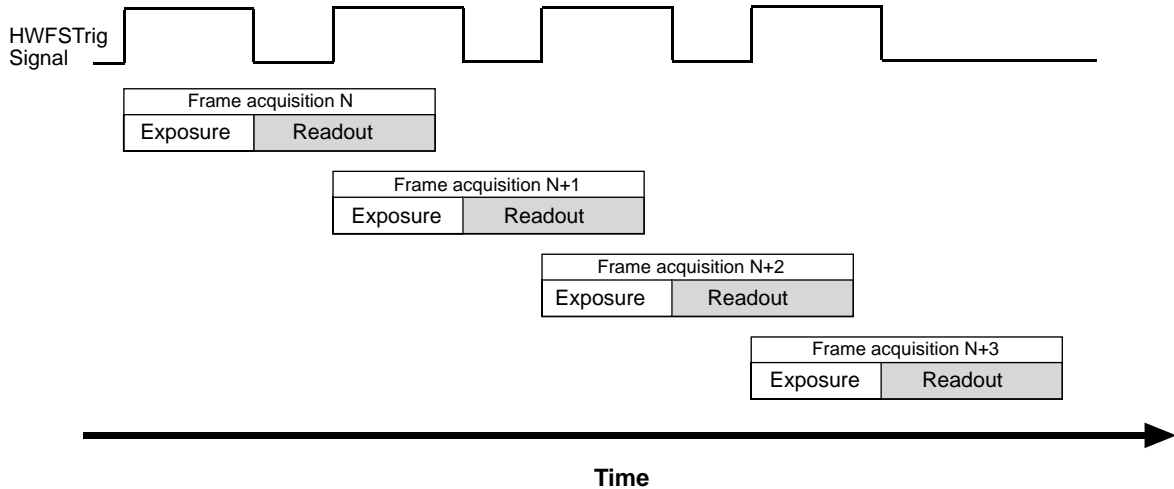 HWFSTrig
Signal
Frame acquisition N
Exposure Readout
Frame acquisition N+1
Exposure Readout
Frame acquisition N+2
Exposure Readout
Frame acquisition N+3
Exposure Readout
Time